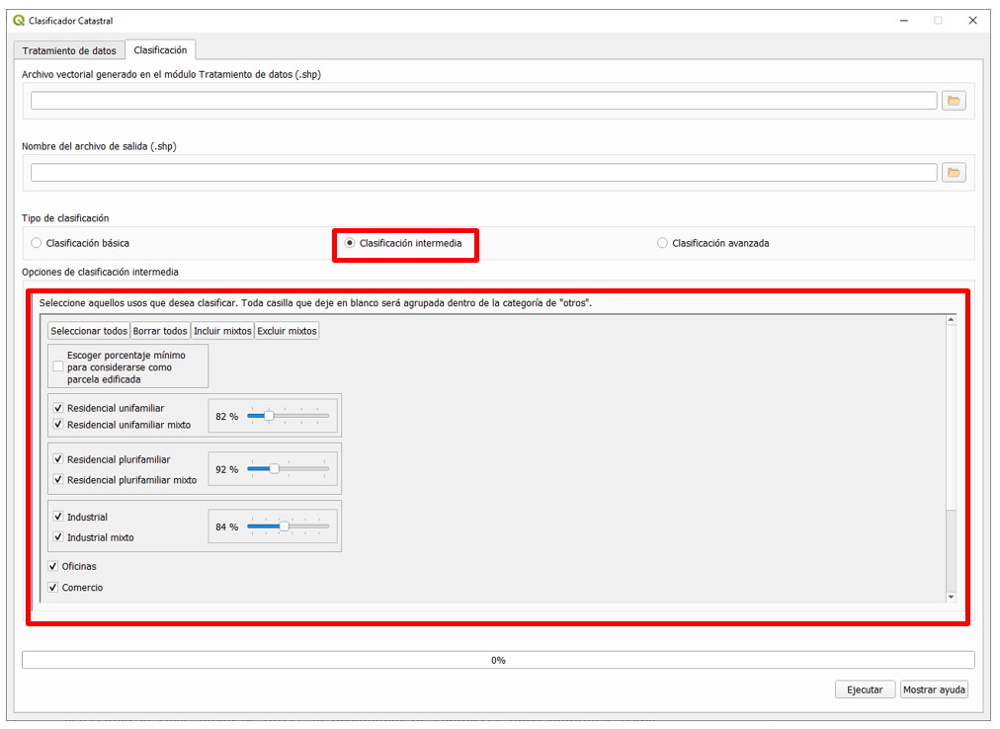 Clasificador Catastral
Tratamiento de datos
Clasificación
Archivo vectorial generado en el módulo Tratamiento de datos (.shp)
Nombre del archivo de salida (.shp)
Tipo de clasificación
Clasificación básica
Clasificación intermedia
Clasificación avanzada
Opciones de clasificación intermedia
Seleccione aquellos usos que desea clasificar. Toda casilla que deje en blanco será agrupada dentro de la categoría de "otros".
Seleccionar todos
Borrar todos
Incluir mixtos
Excluir mixtos
Escoger porcentaje mínimo
para considerarse como
parcela edificada
Residencial unifamiliar
Residencial unifamiliar mixto
82 %
Residencial plurifamiliar
Residencial plurifamiliar mixto
92 %
Industrial
Industrial mixto
84 %
Oficinas
Comercio
0%
Ejecutar
Mostrar ayuda